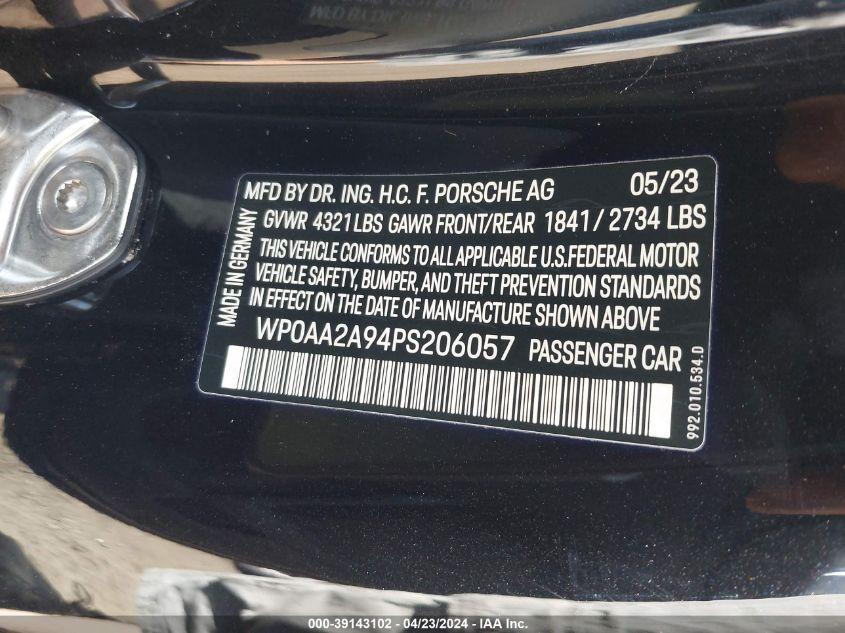 MFD BY DR. ING. H.C. F. PORSCHE AG 05/23
GVWR 4321 LBS GAWR FRONT/REAR 1841 / 2734 LBS
THIS VEHICLE CONFORMS TO ALL APPLICABLE U.S.FEDERAL MOTOR
VEHICLE SAFETY, BUMPER, AND THEFT PREVENTION STANDARDS
IN EFFECT ON THE DATE OF MANUFACTURE SHOWN ABOVE
WP0AA2A94PS206057 PASSENGER CAR
MADE IN GERMANY
992.010.534.0
000-39143102 - 04/23/2024 - IAAI.COM